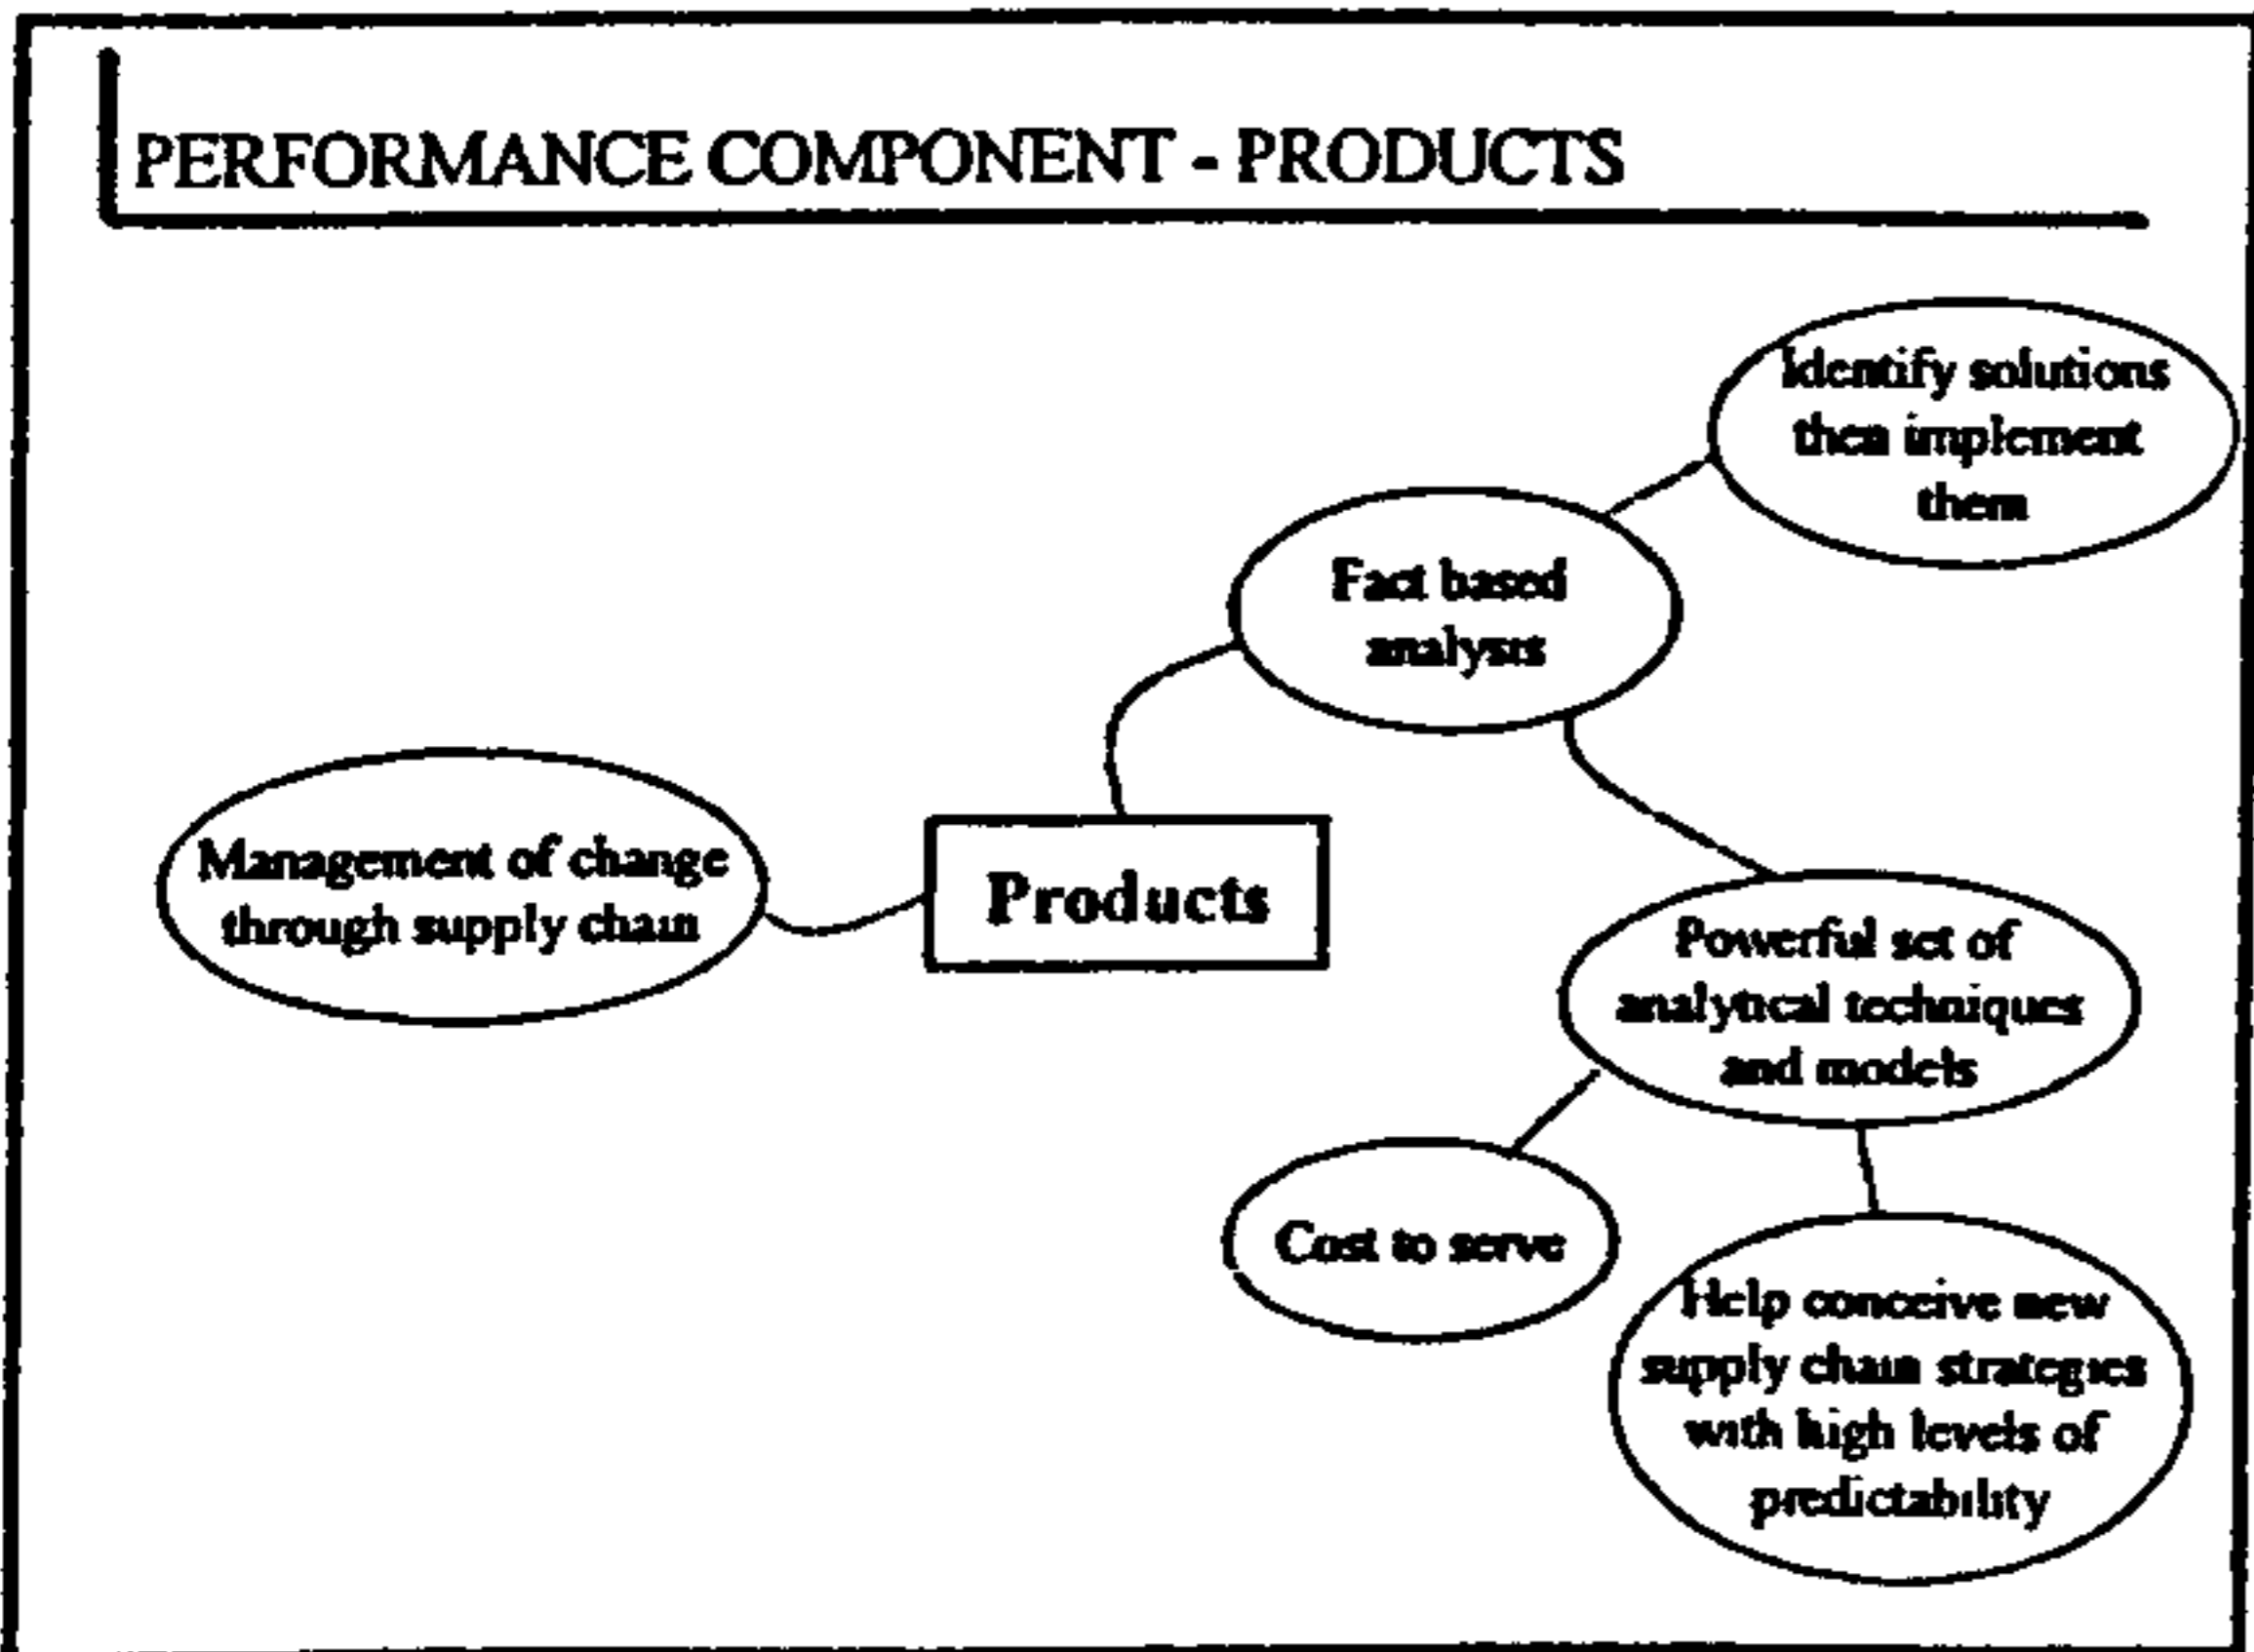 PERFORMANCE COMPONENT - PRODUCTS
Identify solutions
then implement
them
Fact based
analysis
Management of change
through supply chain
Products
Powerful set of
analytical techniques
and models
Cost to serve
Help conceive new
supply chain strategies
with high levels of
predictability